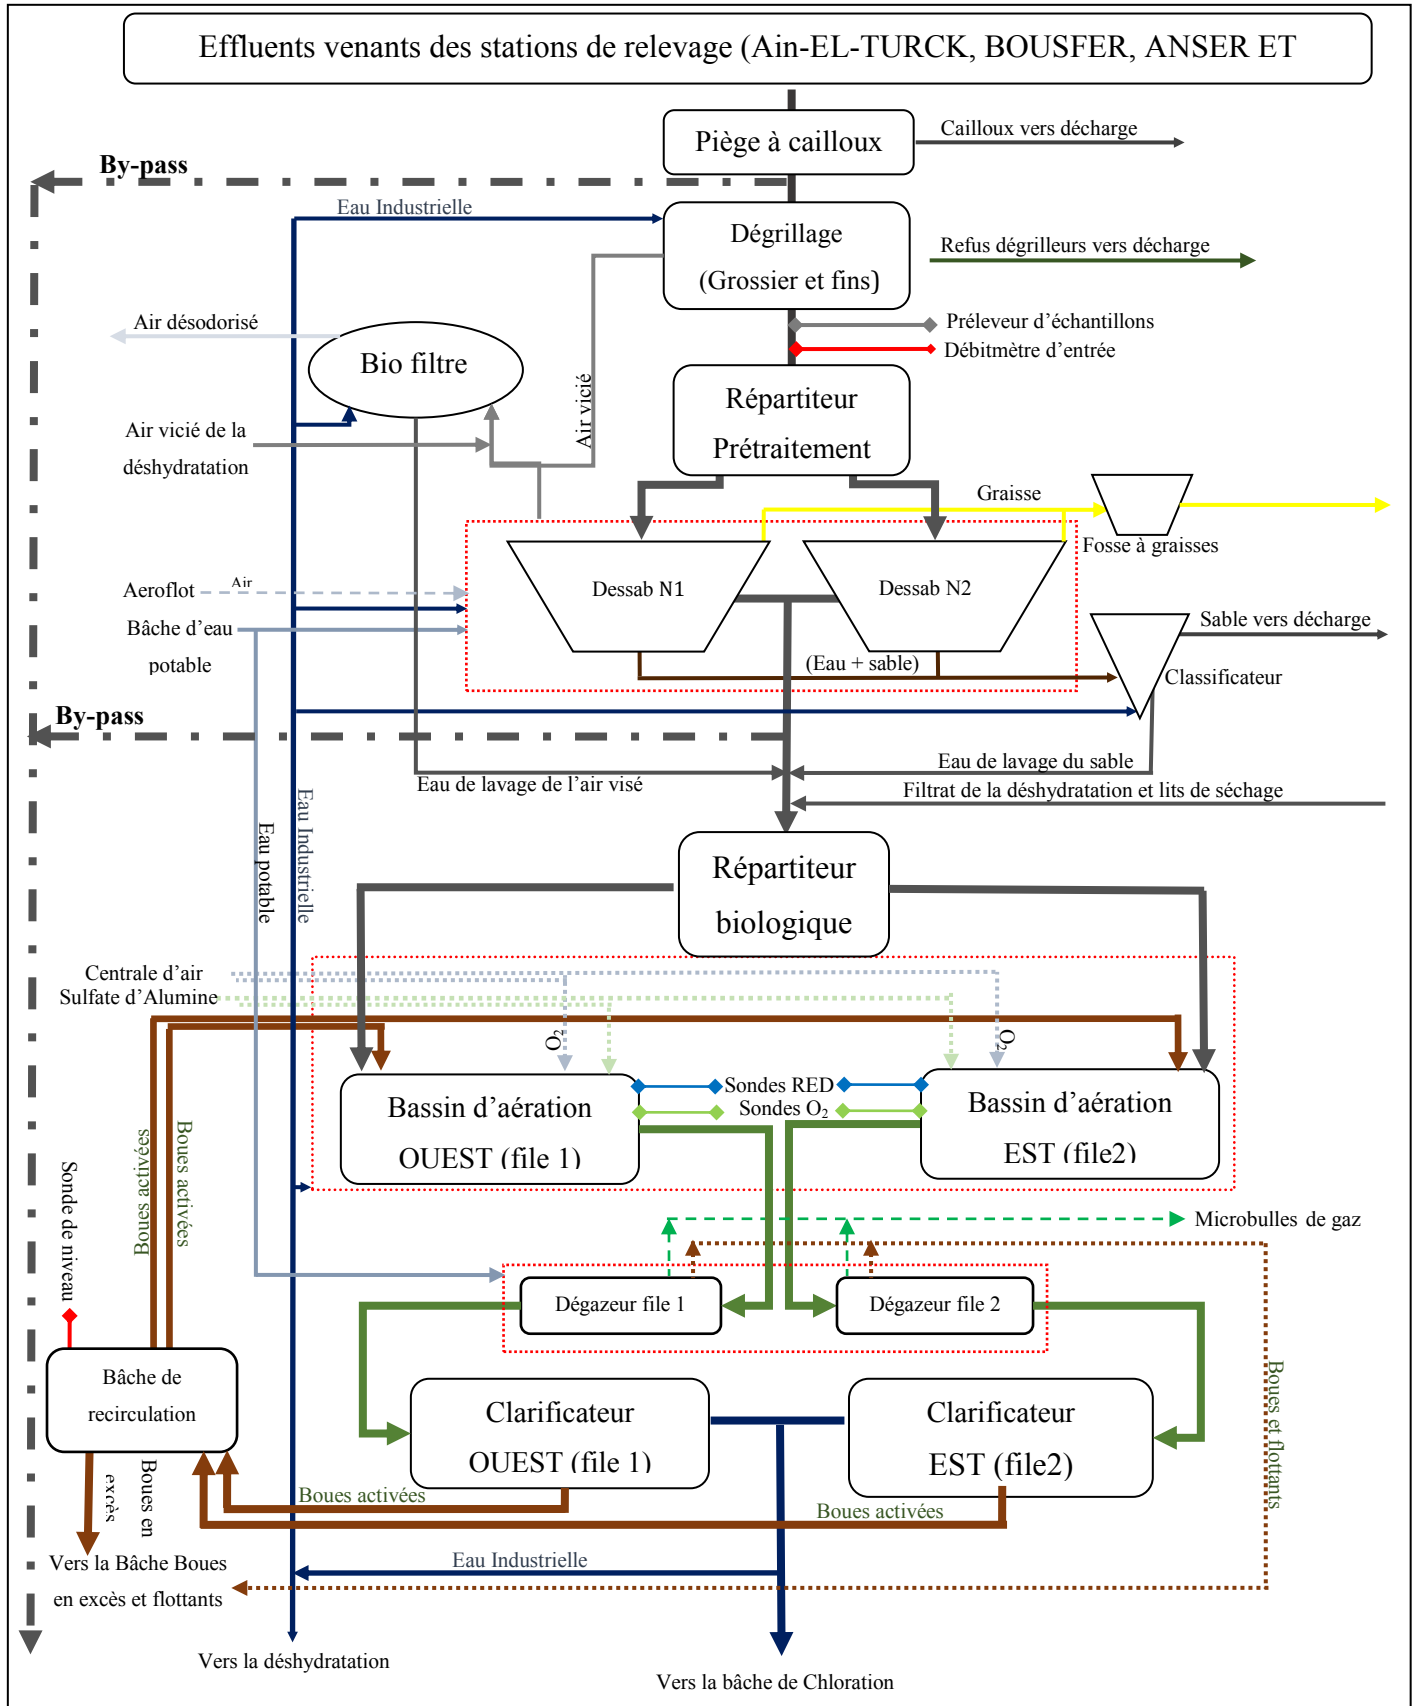 Effluents venants des stations de relevage (Ain-EL-TURCK, BOUSFER, ANSER ET
Piège à cailloux
Cailloux vers décharge
By-pass
Eau Industrielle
Dégrillage
(Grossier et fins)
Refus dégrilleurs vers décharge
Air désodorisé
Préleveur d'échantillons
Débitmètre d'entrée
Bio filtre
Air vicié
Répartiteur
Prétraitement
Air vicié de la
déshydratation
Graisse
Fosse à graisses
Aeroflot
Air
Dessab N1
Dessab N2
Bâche d'eau
potable
Sable vers décharge
(Eau + sable)
Classificateur
By-pass
Eau de lavage de l'air visé
Eau de lavage du sable
Filtrat de la déshydratation et lits de séchage
Eau potable
Eau Industrielle
Répartiteur
biologique
Centrale d'air
Sulfate d'Alumine
O2
O2
Bassin d'aération
OUEST (file 1)
Sondes RED
Sondes O2
Bassin d'aération
EST (file2)
Boues activées
Boues activées
Sonde de niveau
Microbulles de gaz
Dégazeur file 1
Dégazeur file 2
Bâche de
recirculation
Clarificateur
OUEST (file 1)
Clarificateur
EST (file2)
Boues et flottants
Boues en
excès
Boues activées
Boues activées
Vers la Bâche Boues
en excès et flottants
Eau Industrielle
Vers la déshydratation
Vers la bâche de Chloration